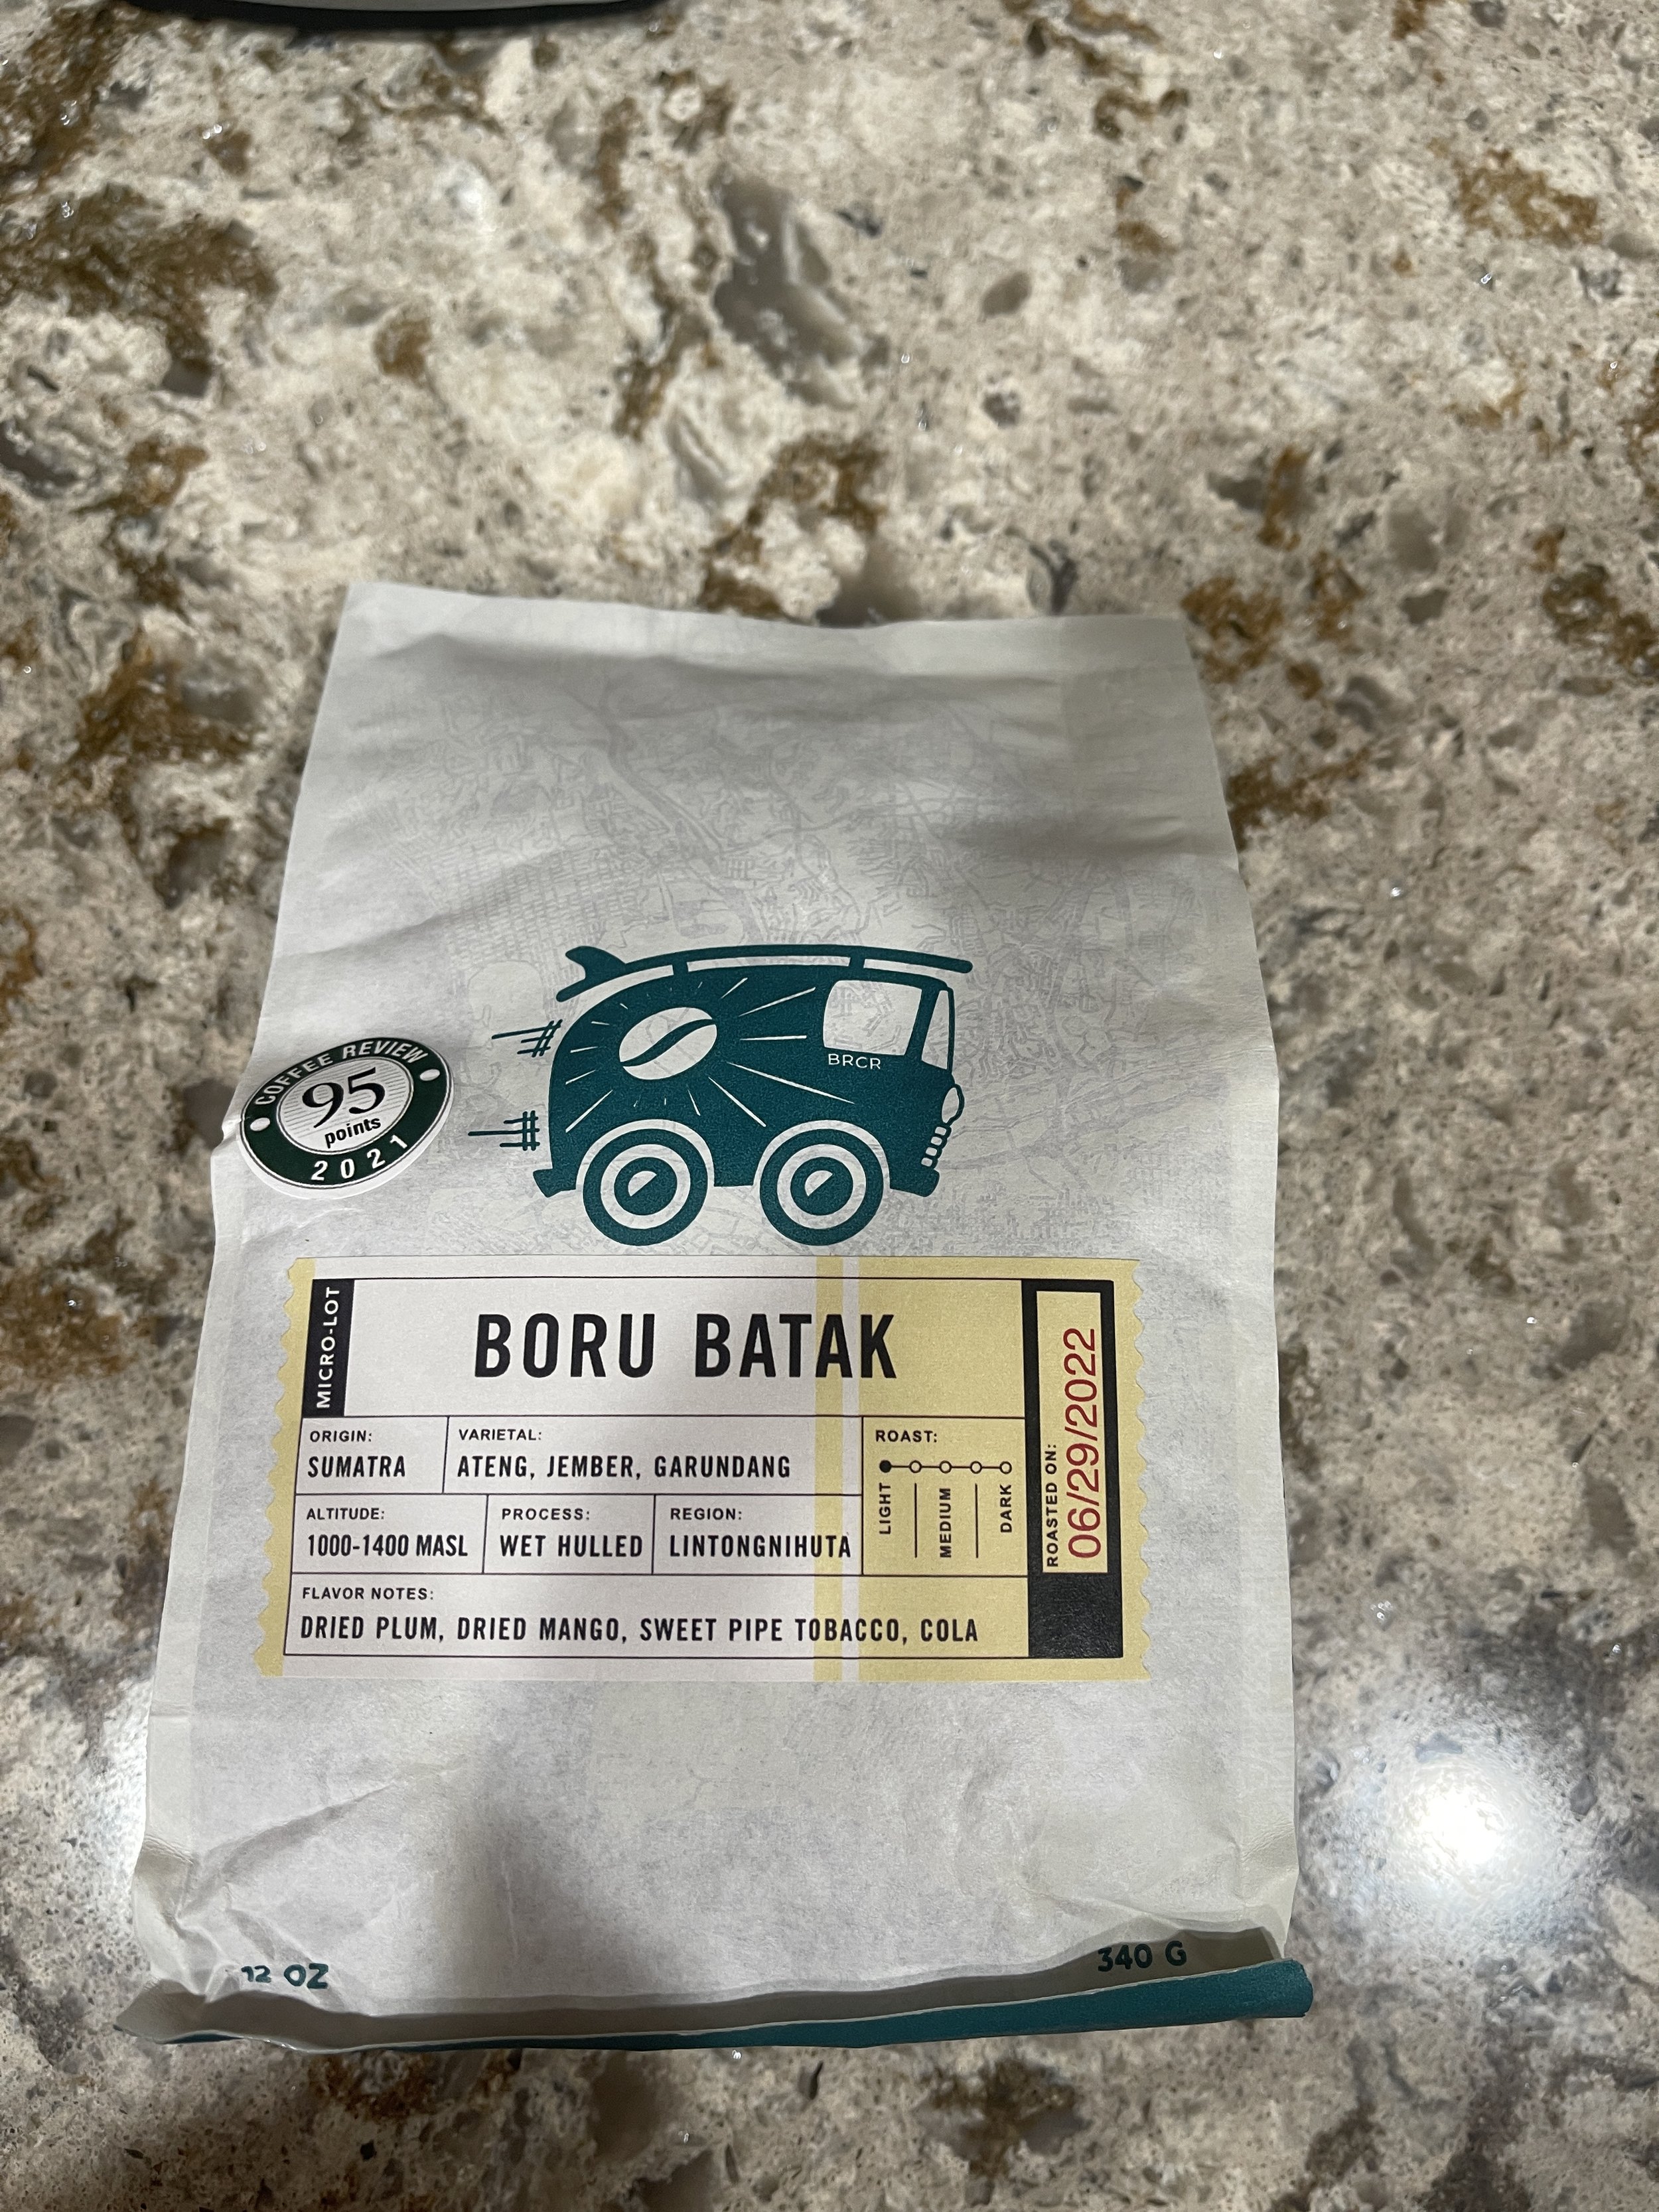 COFFEE REVIEW
95
points
2021
BRCR
MICRO-LOT
BORU BATAK
ORIGIN:
SUMATRA
VARIETAL:
ATENG, JEMBER, GARUNDANG
ALTITUDE:
1000-1400 MASL
PROCESS:
WET HULLED
REGION:
LINTONGNIHUTA
ROAST:
LIGHT
MEDIUM
DARK
ROASTED ON:
06/29/2022
FLAVOR NOTES:
DRIED PLUM, DRIED MANGO, SWEET PIPE TOBACCO, COLA
12 OZ
340 G